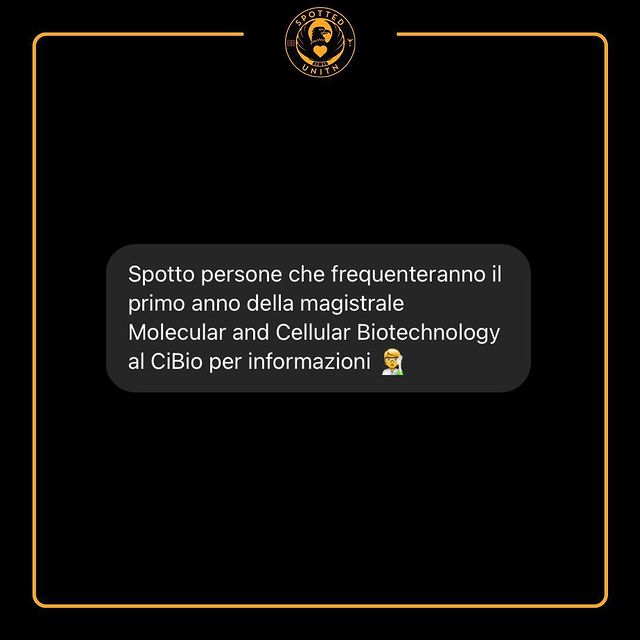 SPOTTED
UNITN
Spotto persone che frequenteranno il
primo anno della magistrale
Molecular and Cellular Biotechnology
al CiBio per informazioni 🧑‍🔬